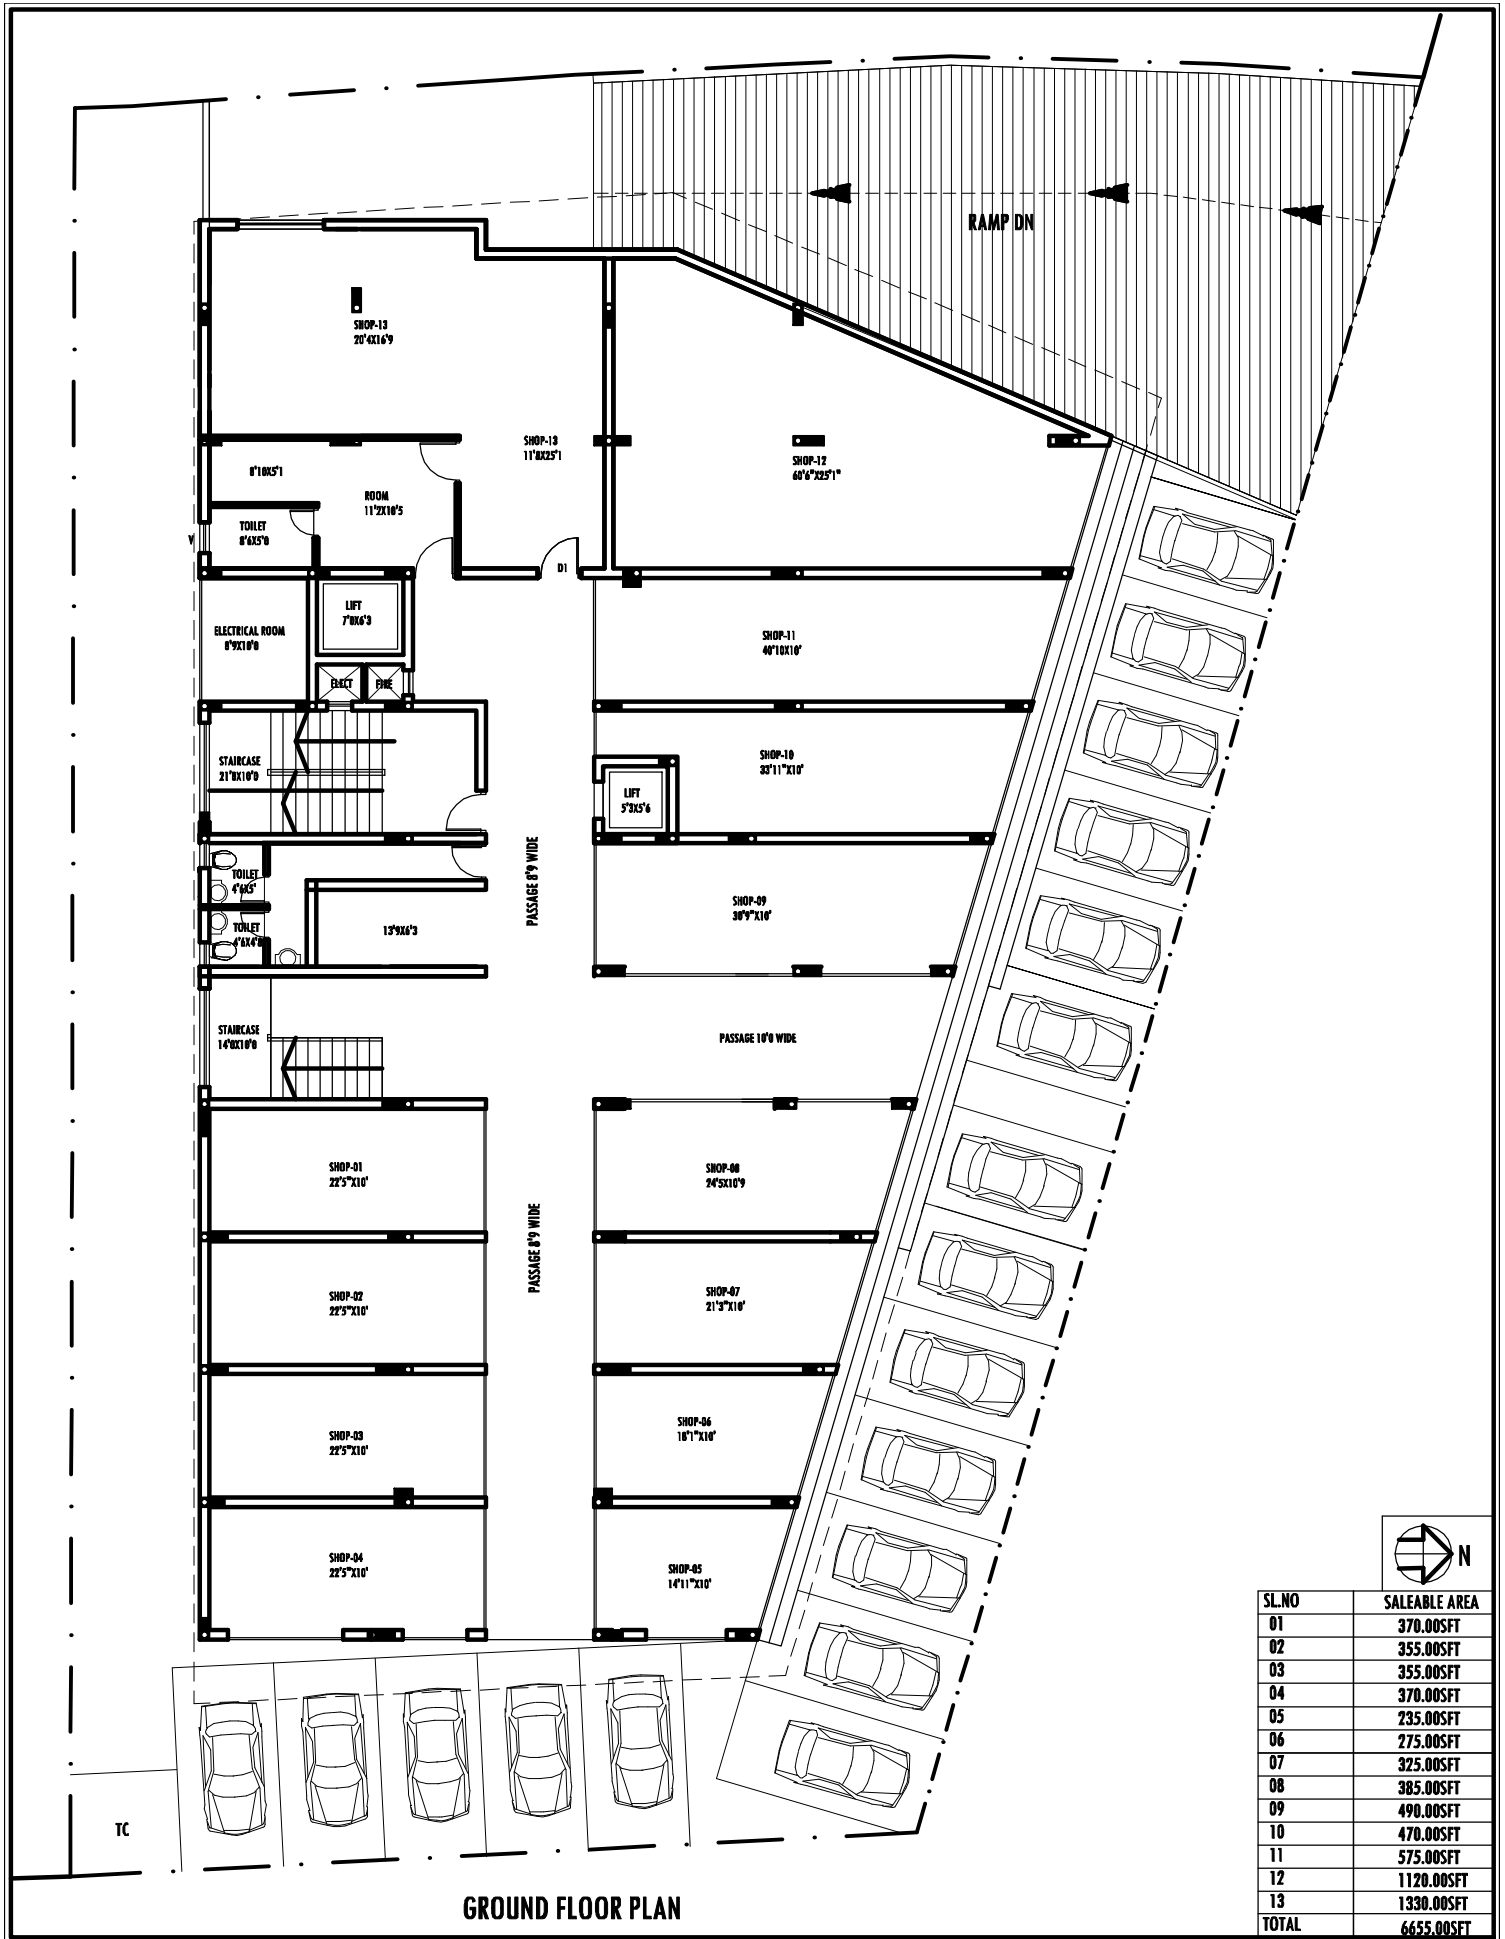 RAMP DN
SHOP-13
20'4X16'9
SHOP-13
11'8X25'1
SHOP-12
60'6"X25'1"
8'10X5'1
ROOM
11'2X10'5
TOILET
8'6X5'0
V
D1
LIFT
7'0X6'3
ELECTRICAL ROOM
8'9X10'0
SHOP-11
40'10X10'
ELECT
FIRE
STAIRCASE
21'8X10'0
SHOP-10
33'11"X10'
LIFT
5'3X5'6
PASSAGE 8'9 WIDE
TOILET
4'6X5'
SHOP-09
30'9"X10'
TOILET
4'6X4'8
13'9X6'3
STAIRCASE
14'0X10'0
PASSAGE 10'0 WIDE
SHOP-01
22'5"X10'
SHOP-08
24'5X10'9
PASSAGE 8'9 WIDE
SHOP-02
22'5"X10'
SHOP-07
21'3"X10'
SHOP-03
22'5"X10'
SHOP-06
18'1"X10'
SHOP-04
22'5"X10'
SHOP-05
14'11"X10'
N
TC
SL.NO SALEABLE AREA
01 370.00SFT
02 355.00SFT
03 355.00SFT
04 370.00SFT
05 235.00SFT
06 275.00SFT
07 325.00SFT
08 385.00SFT
09 490.00SFT
10 470.00SFT
11 575.00SFT
12 1120.00SFT
13 1330.00SFT
TOTAL 6655.00SFT
GROUND FLOOR PLAN